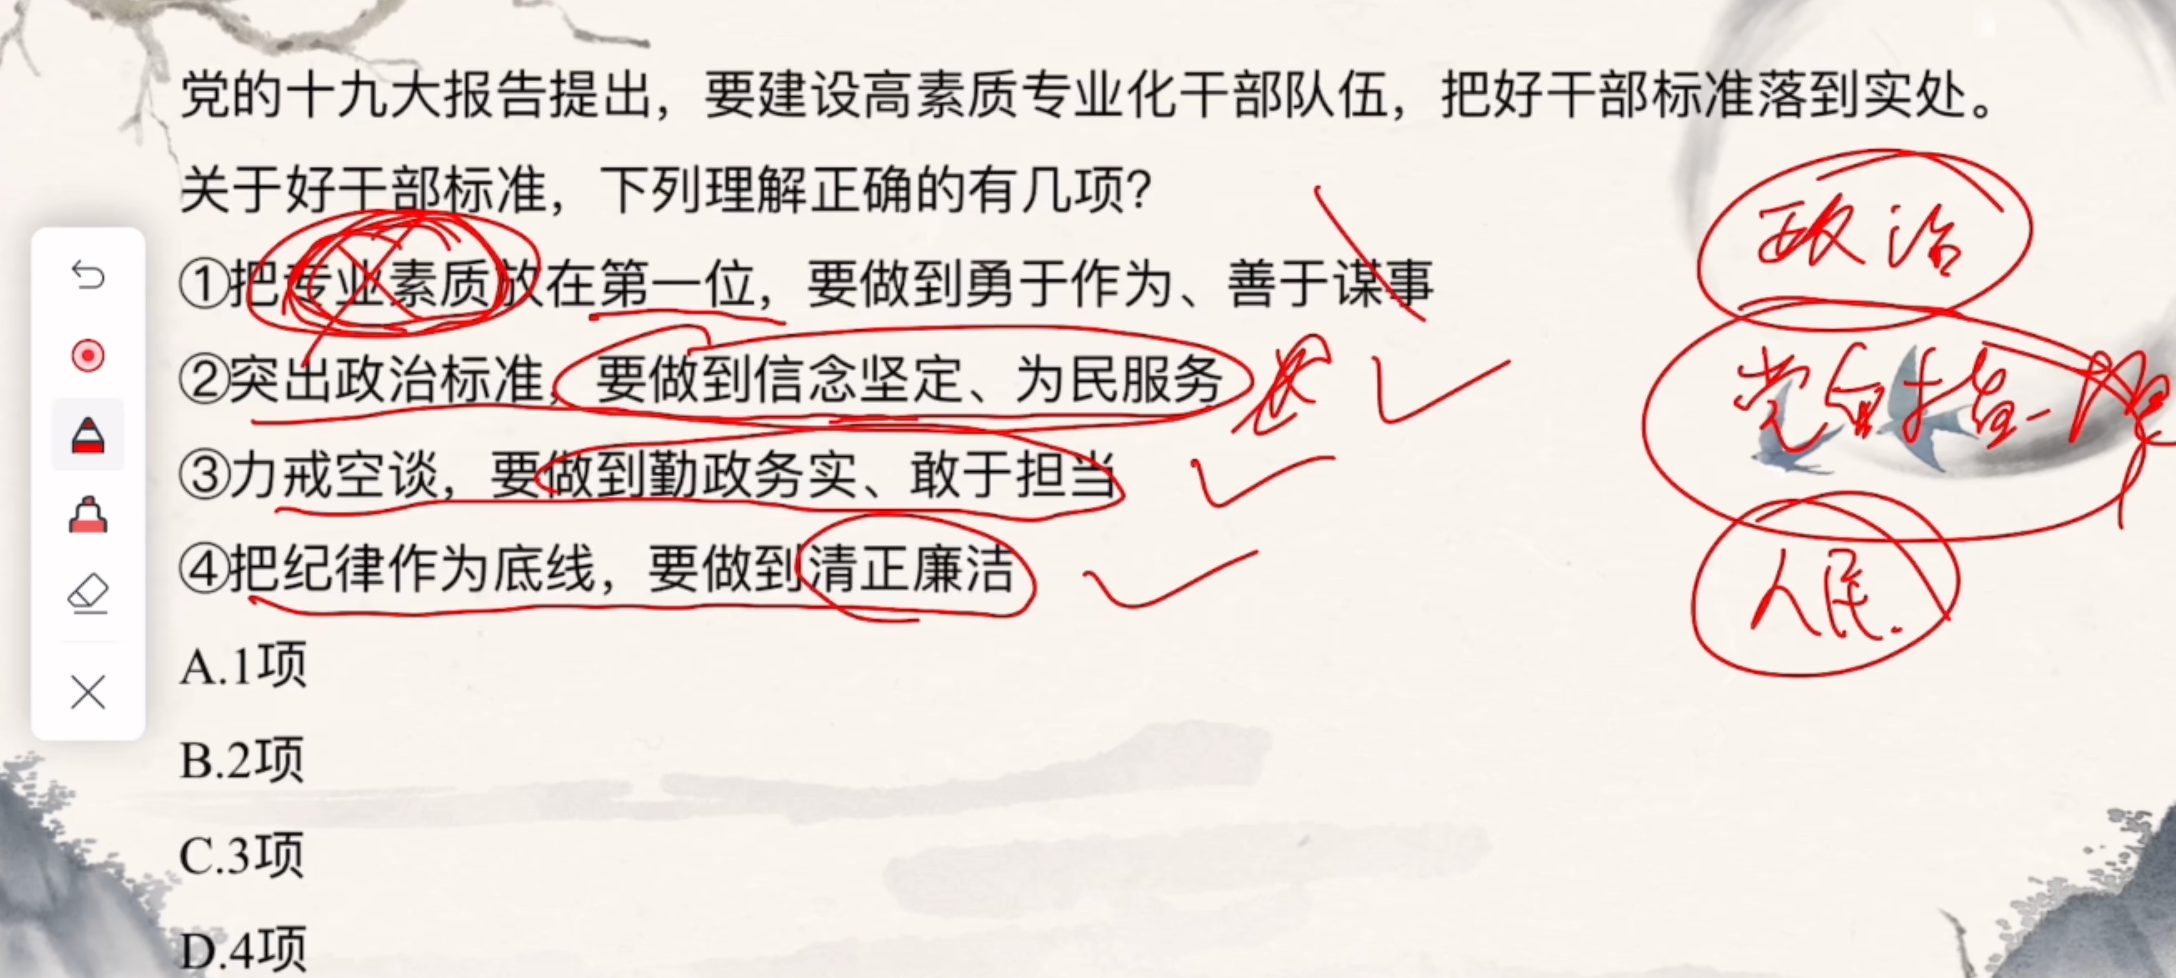 党的十九大报告提出，要建设高素质专业化干部队伍，把好干部标准落到实处。
关于好干部标准，下列理解正确的有几项？
①把专业素质放在第一位，要做到勇于作为、善于谋事
②突出政治标准，要做到信念坚定、为民服务
③力戒空谈，要做到勤政务实、敢于担当
④把纪律作为底线，要做到清正廉洁
A.1项
B.2项
C.3项
D.4项
政治
人民